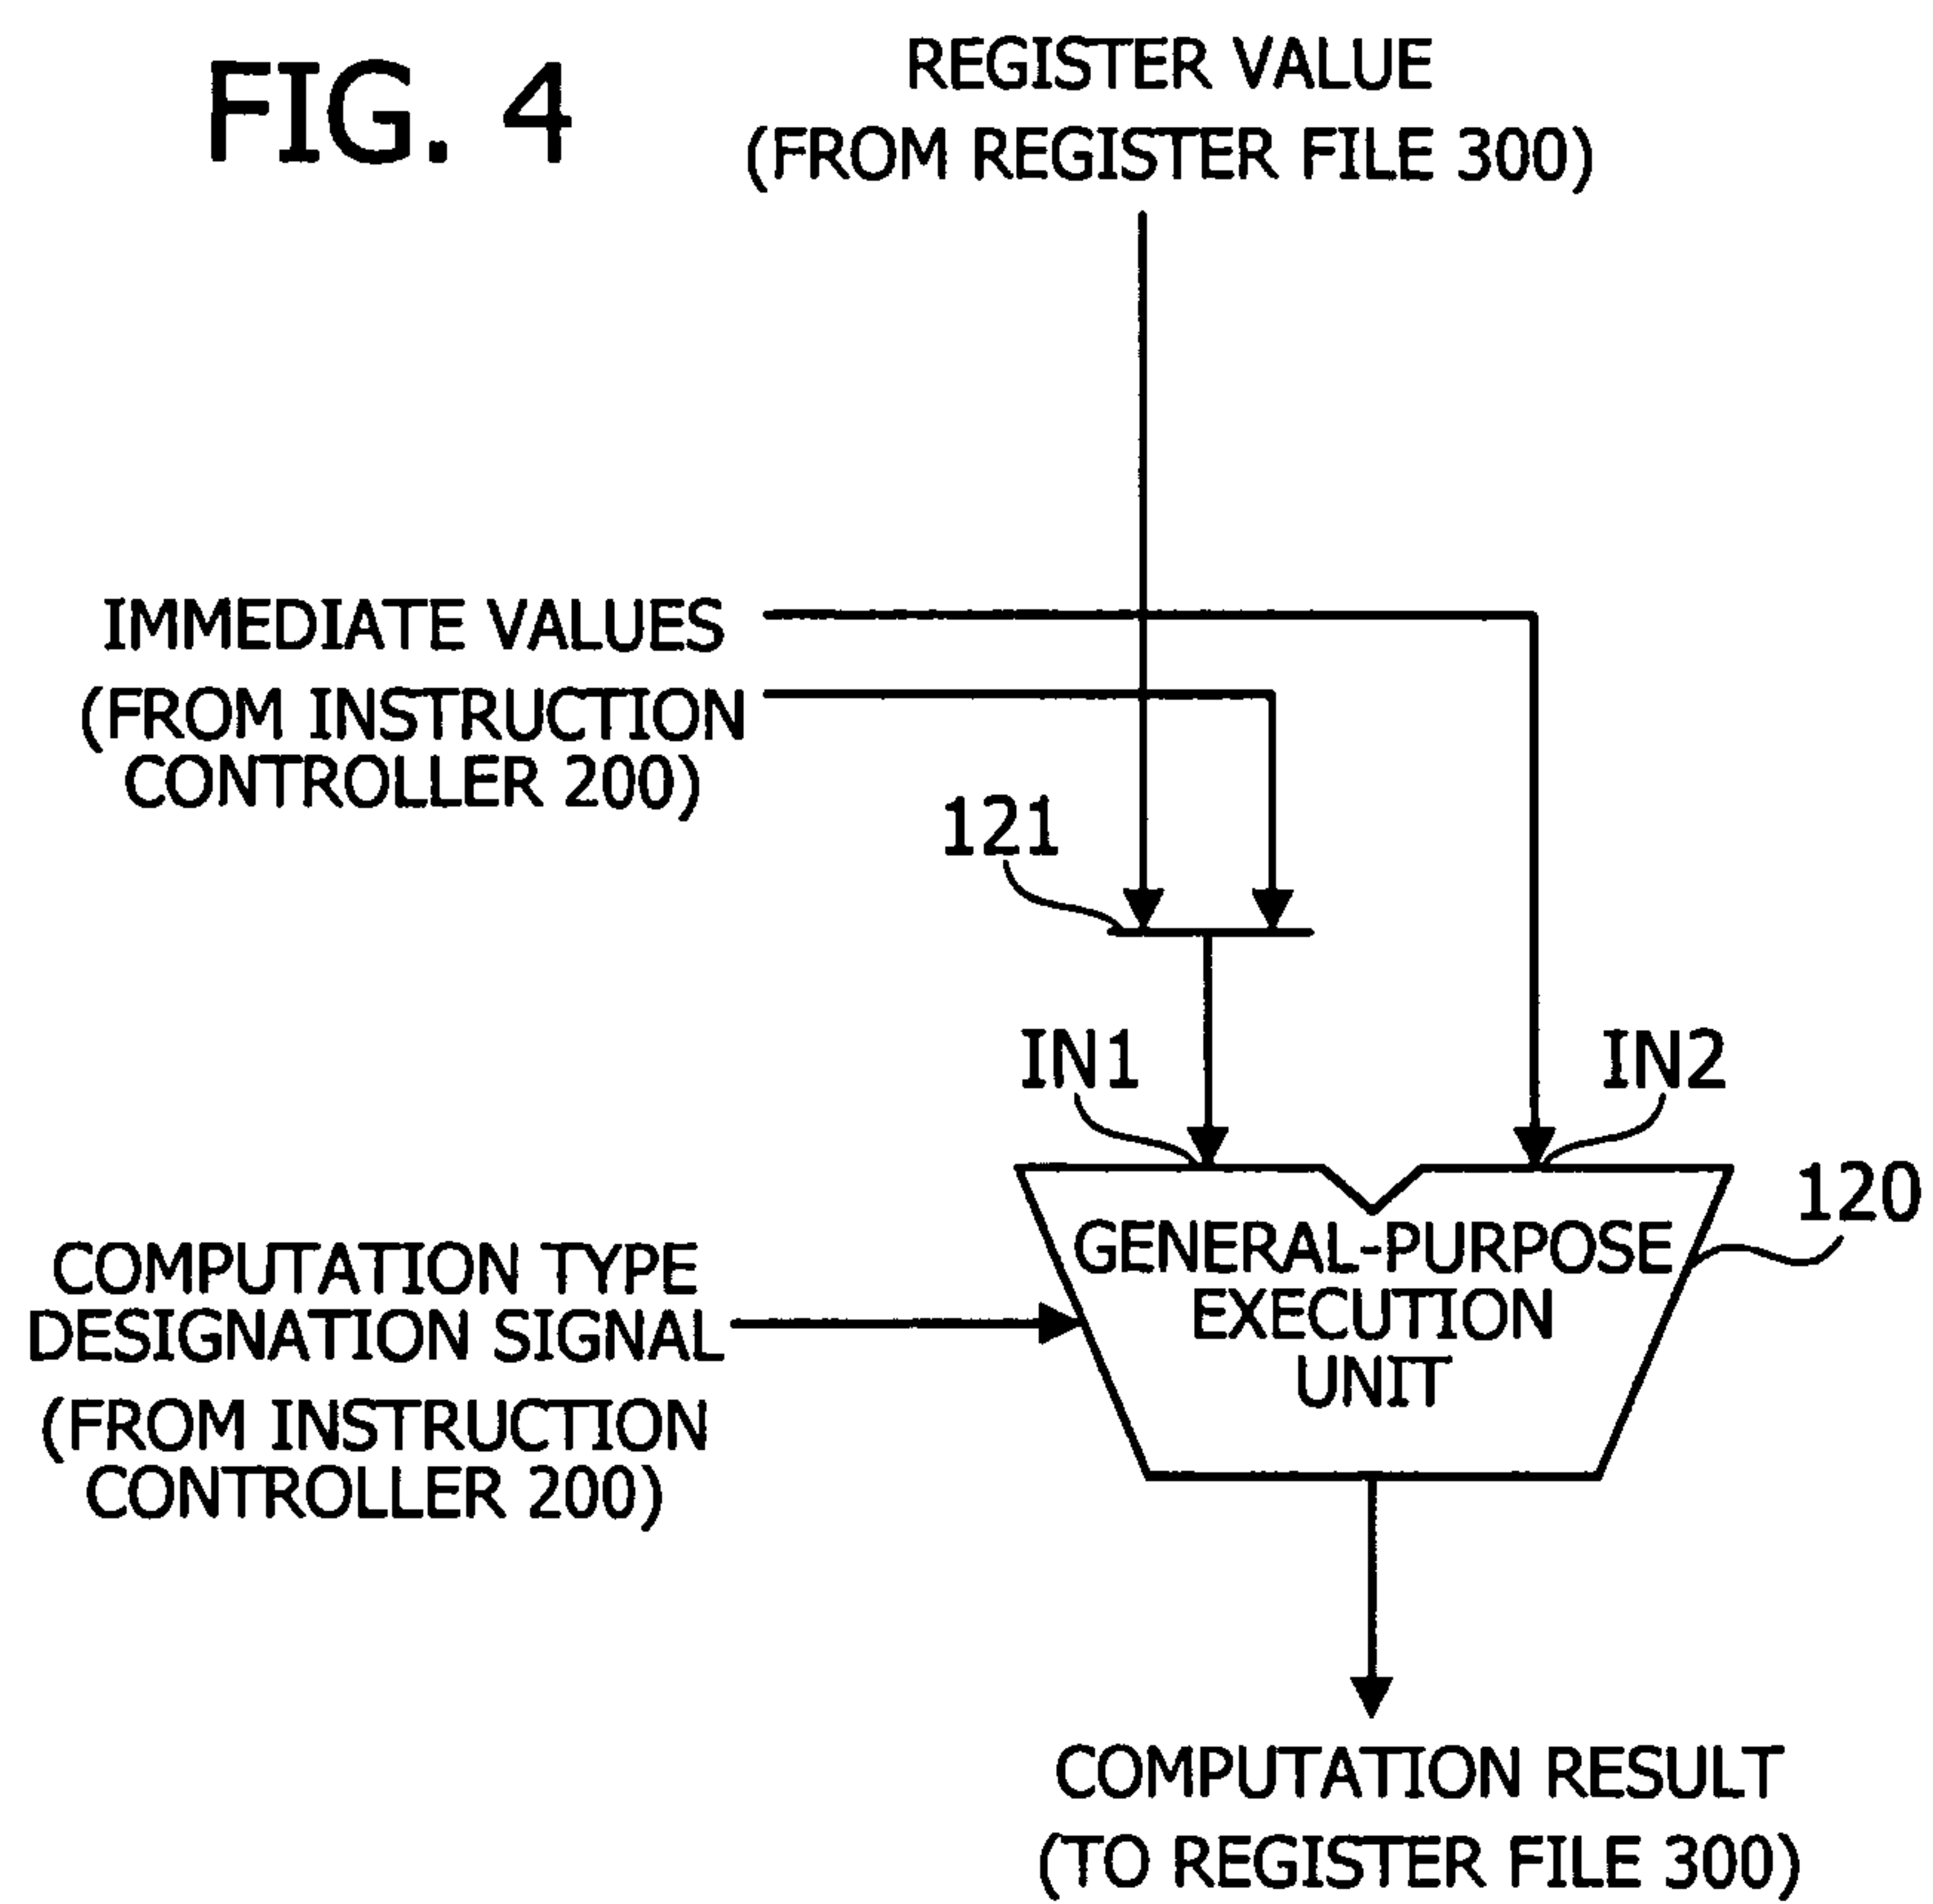 FIG. 4
REGISTER VALUE
(FROM REGISTER FILE 300)
IMMEDIATE VALUES
(FROM INSTRUCTION
CONTROLLER 200)
121
IN1
IN2
120
GENERAL-PURPOSE
EXECUTION
UNIT
COMPUTATION TYPE
DESIGNATION SIGNAL
(FROM INSTRUCTION
CONTROLLER 200)
COMPUTATION RESULT
(TO REGISTER FILE 300)